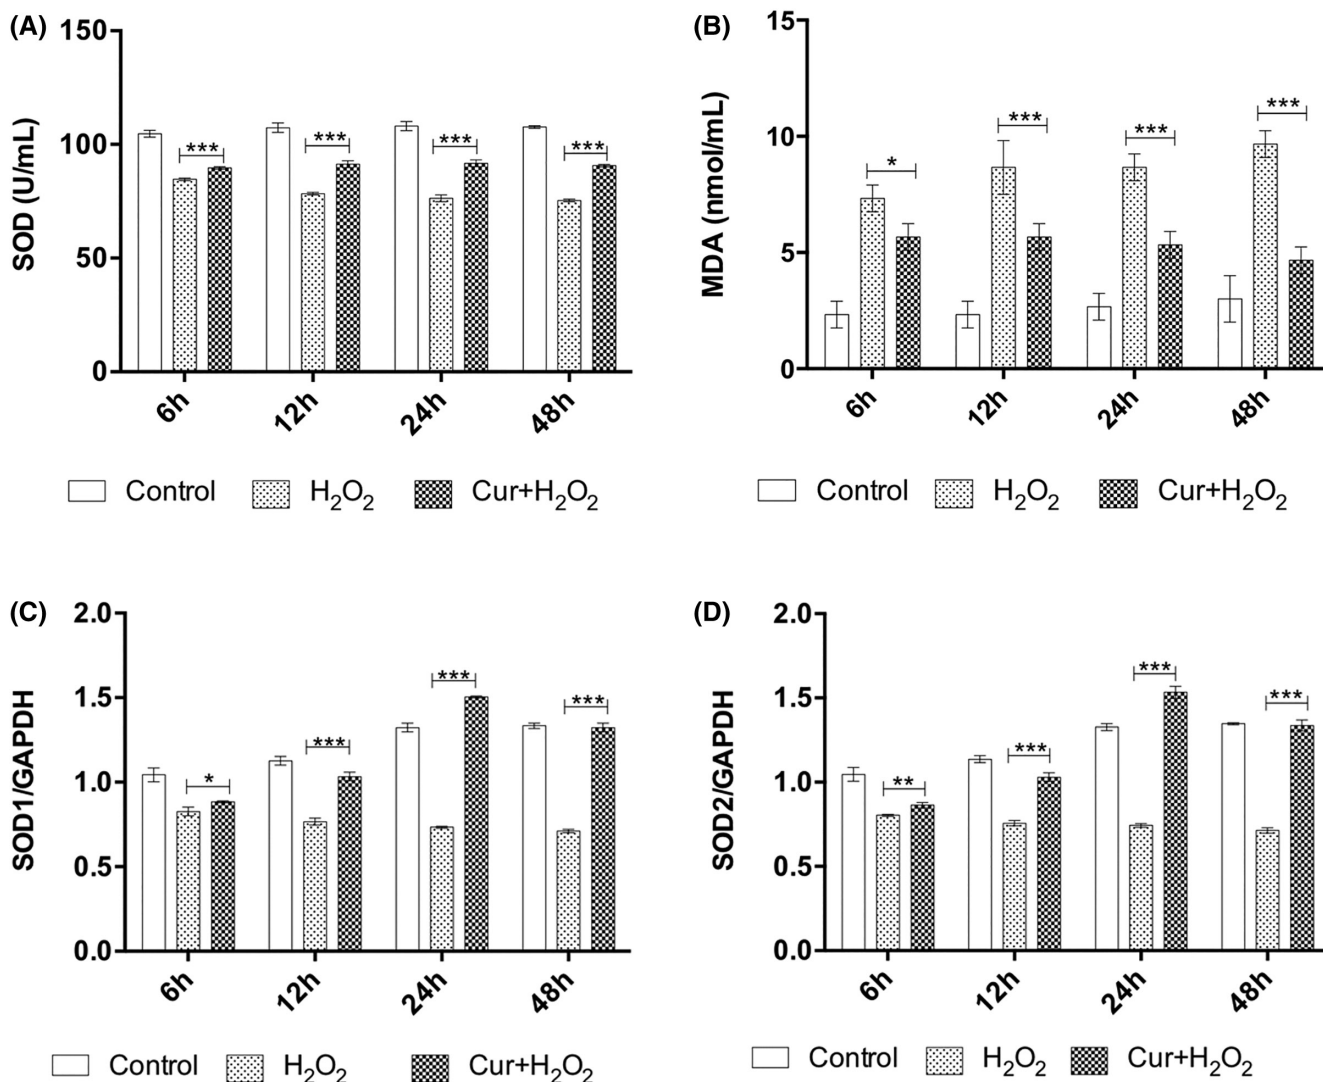 (A)
SOD (U/mL)
150
100
50
0
***
***
***
***
6h
12h
24h
48h
Control
H₂O₂
Cur+H₂O₂
(B)
MDA (nmol/mL)
15
10
5
0
*
***
***
***
6h
12h
24h
48h
Control
H₂O₂
Cur+H₂O₂
(C)
SOD1/GAPDH
2.0
1.5
1.0
0.5
0.0
*
***
***
***
6h
12h
24h
48h
Control
H₂O₂
Cur+H₂O₂
(D)
SOD2/GAPDH
2.0
1.5
1.0
0.5
0.0
**
***
***
***
6h
12h
24h
48h
Control
H₂O₂
Cur+H₂O₂